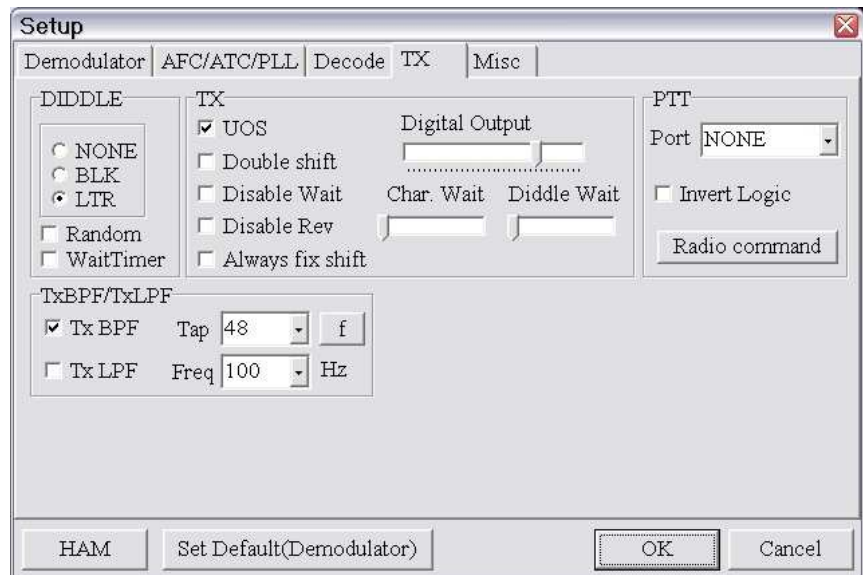 Setup
Demodulator AFC/ATC/PLL Decode TX Misc
DIDDLE
NONE
BLK
LTR
Random
WaitTimer
TX
UOS
Double shift
Disable Wait
Disable Rev
Always fix shift
Digital Output
Char. Wait Diddle Wait
PTT
Port NONE
Invert Logic
Radio command
TxBPF/TxLPF
Tx BPF Tap 48 f
Tx LPF Freq 100 Hz
HAM Set Default(Demodulator) OK Cancel